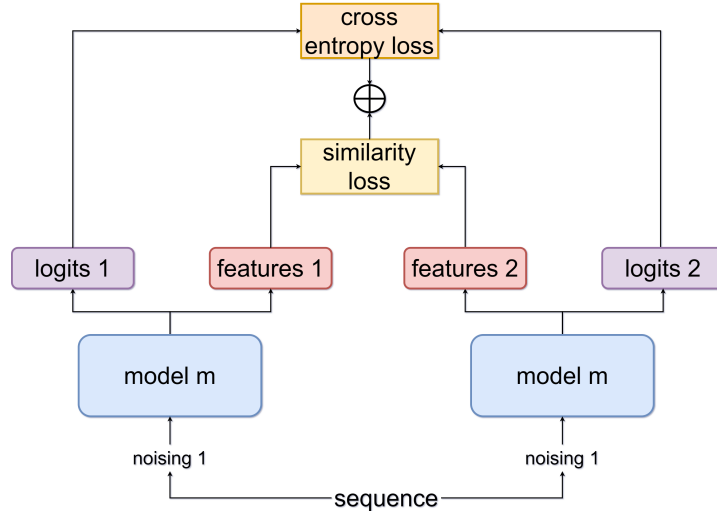 cross
entropy loss
similarity
loss
logits 1
features 1
features 2
logits 2
model m
model m
noising 1
noising 1
sequence